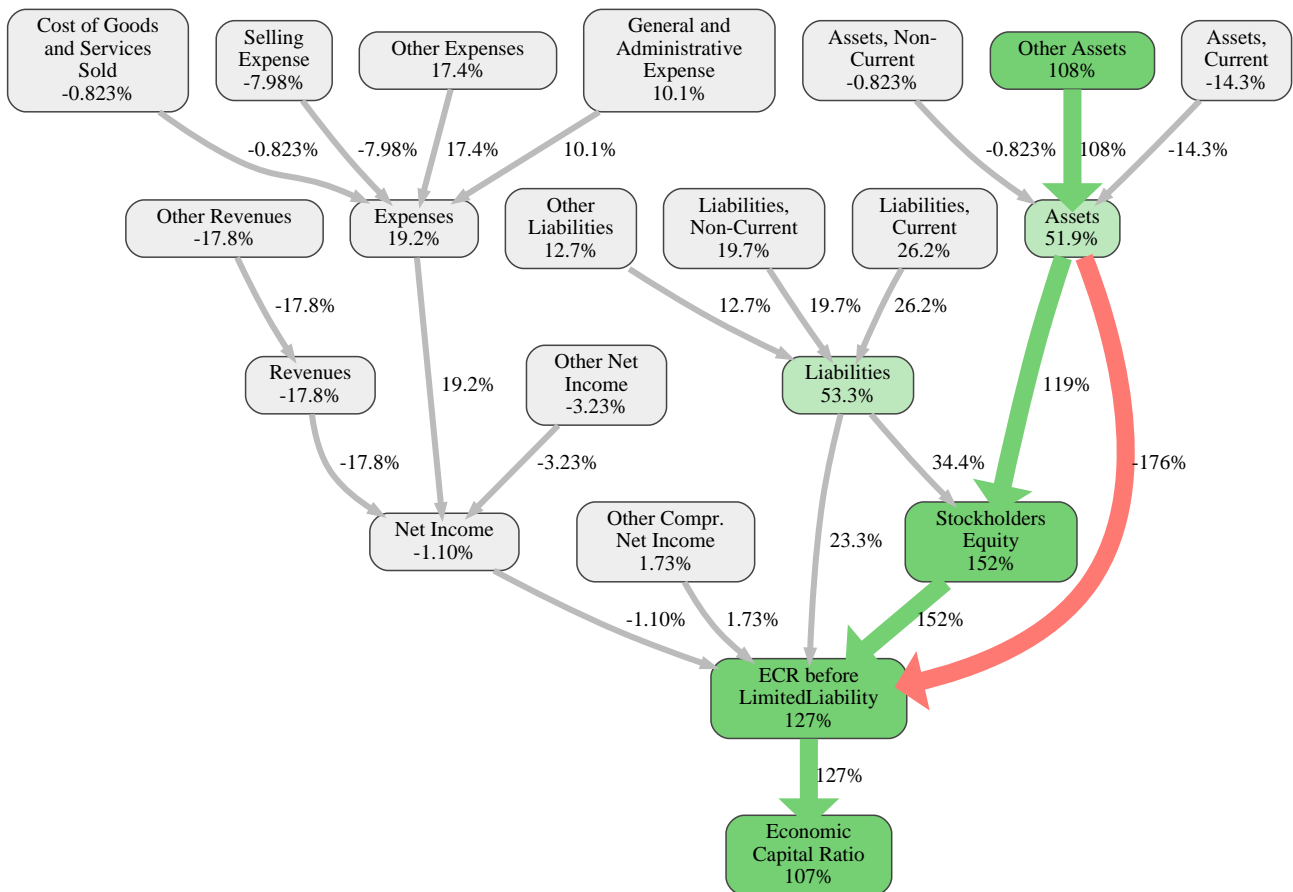 Cost of Goods
and Services
Sold
-0.823%
Selling
Expense
-7.98%
Other Expenses
17.4%
General and
Administrative
Expense
10.1%
Assets, Non-
Current
-0.823%
Other Assets
108%
Assets,
Current
-14.3%
-0.823%
-7.98%
17.4%
10.1%
-0.823%
108%
-14.3%
Other Revenues
-17.8%
Expenses
19.2%
Other
Liabilities
12.7%
Liabilities,
Non-Current
19.7%
Liabilities,
Current
26.2%
Assets
51.9%
-17.8%
12.7%
19.7%
26.2%
Revenues
-17.8%
19.2%
Other Net
Income
-3.23%
Liabilities
53.3%
119%
-17.8%
-3.23%
34.4%
-176%
Net Income
-1.10%
Other Compr.
Net Income
1.73%
23.3%
Stockholders
Equity
152%
-1.10%
1.73%
152%
ECR before
LimitedLiability
127%
127%
Economic
Capital Ratio
107%